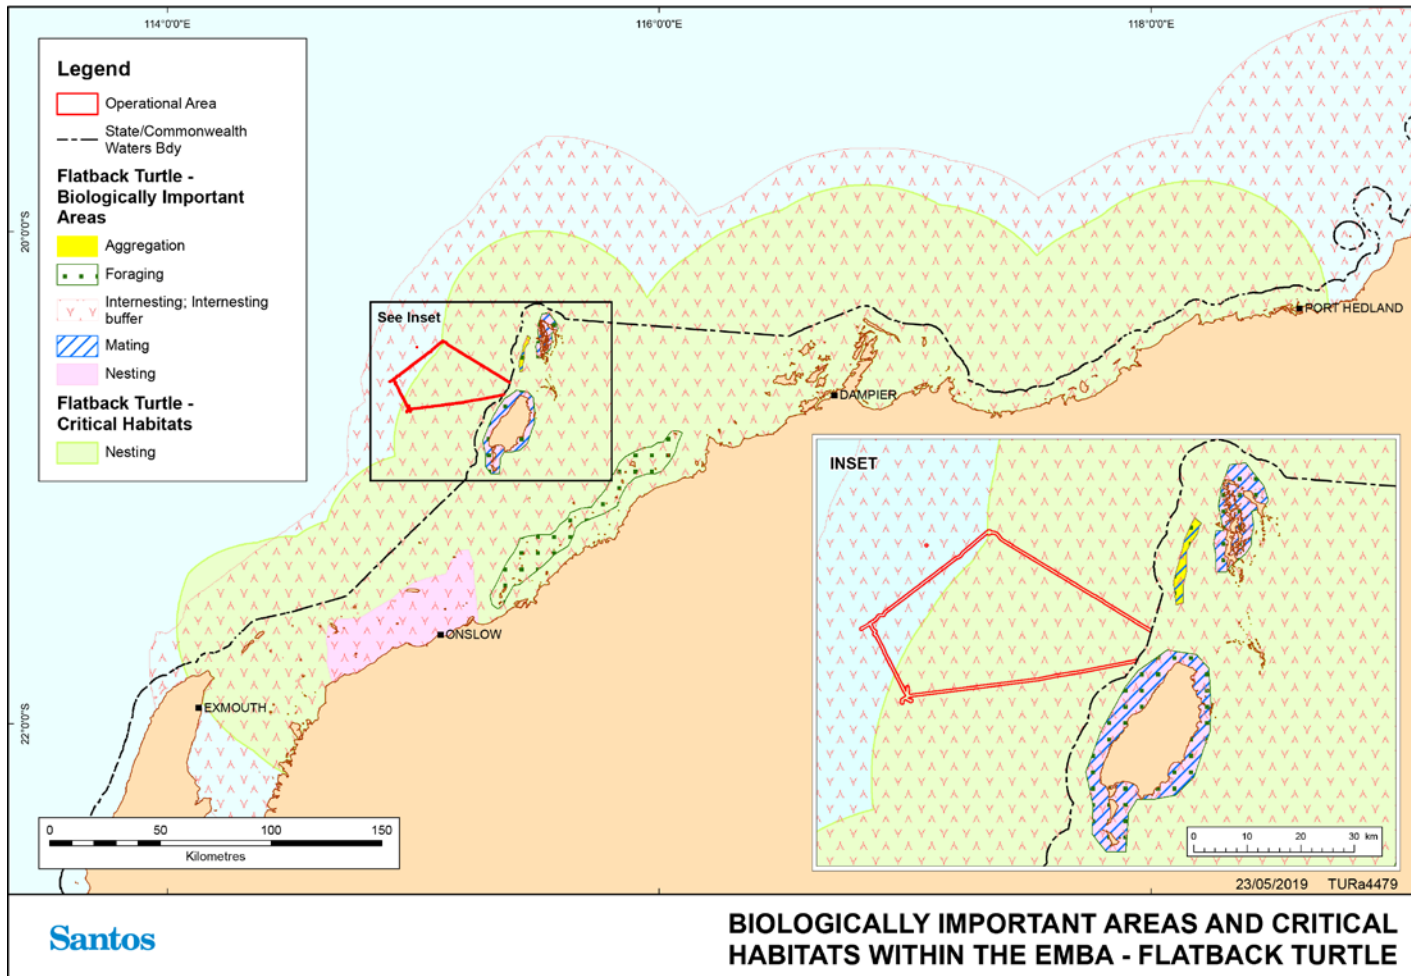 114°0'0"E
116°0'0"E
118°0'0"E
20°0'0"S
22°0'0"S
Legend
Operational Area
State/Commonwealth
Waters Bdy
Flatback Turtle -
Biologically Important
Areas
Aggregation
Foraging
Internesting; Internesting
buffer
Mating
Nesting
Flatback Turtle -
Critical Habitats
Nesting
See Inset
PORT HEDLAND
DAMPIER
ONSLOW
EXMOUTH
INSET
0 10 20 30 km
0 50 100 150
Kilometres
23/05/2019 TURa4479
Santos
BIOLOGICALLY IMPORTANT AREAS AND CRITICAL
HABITATS WITHIN THE EMBA - FLATBACK TURTLE